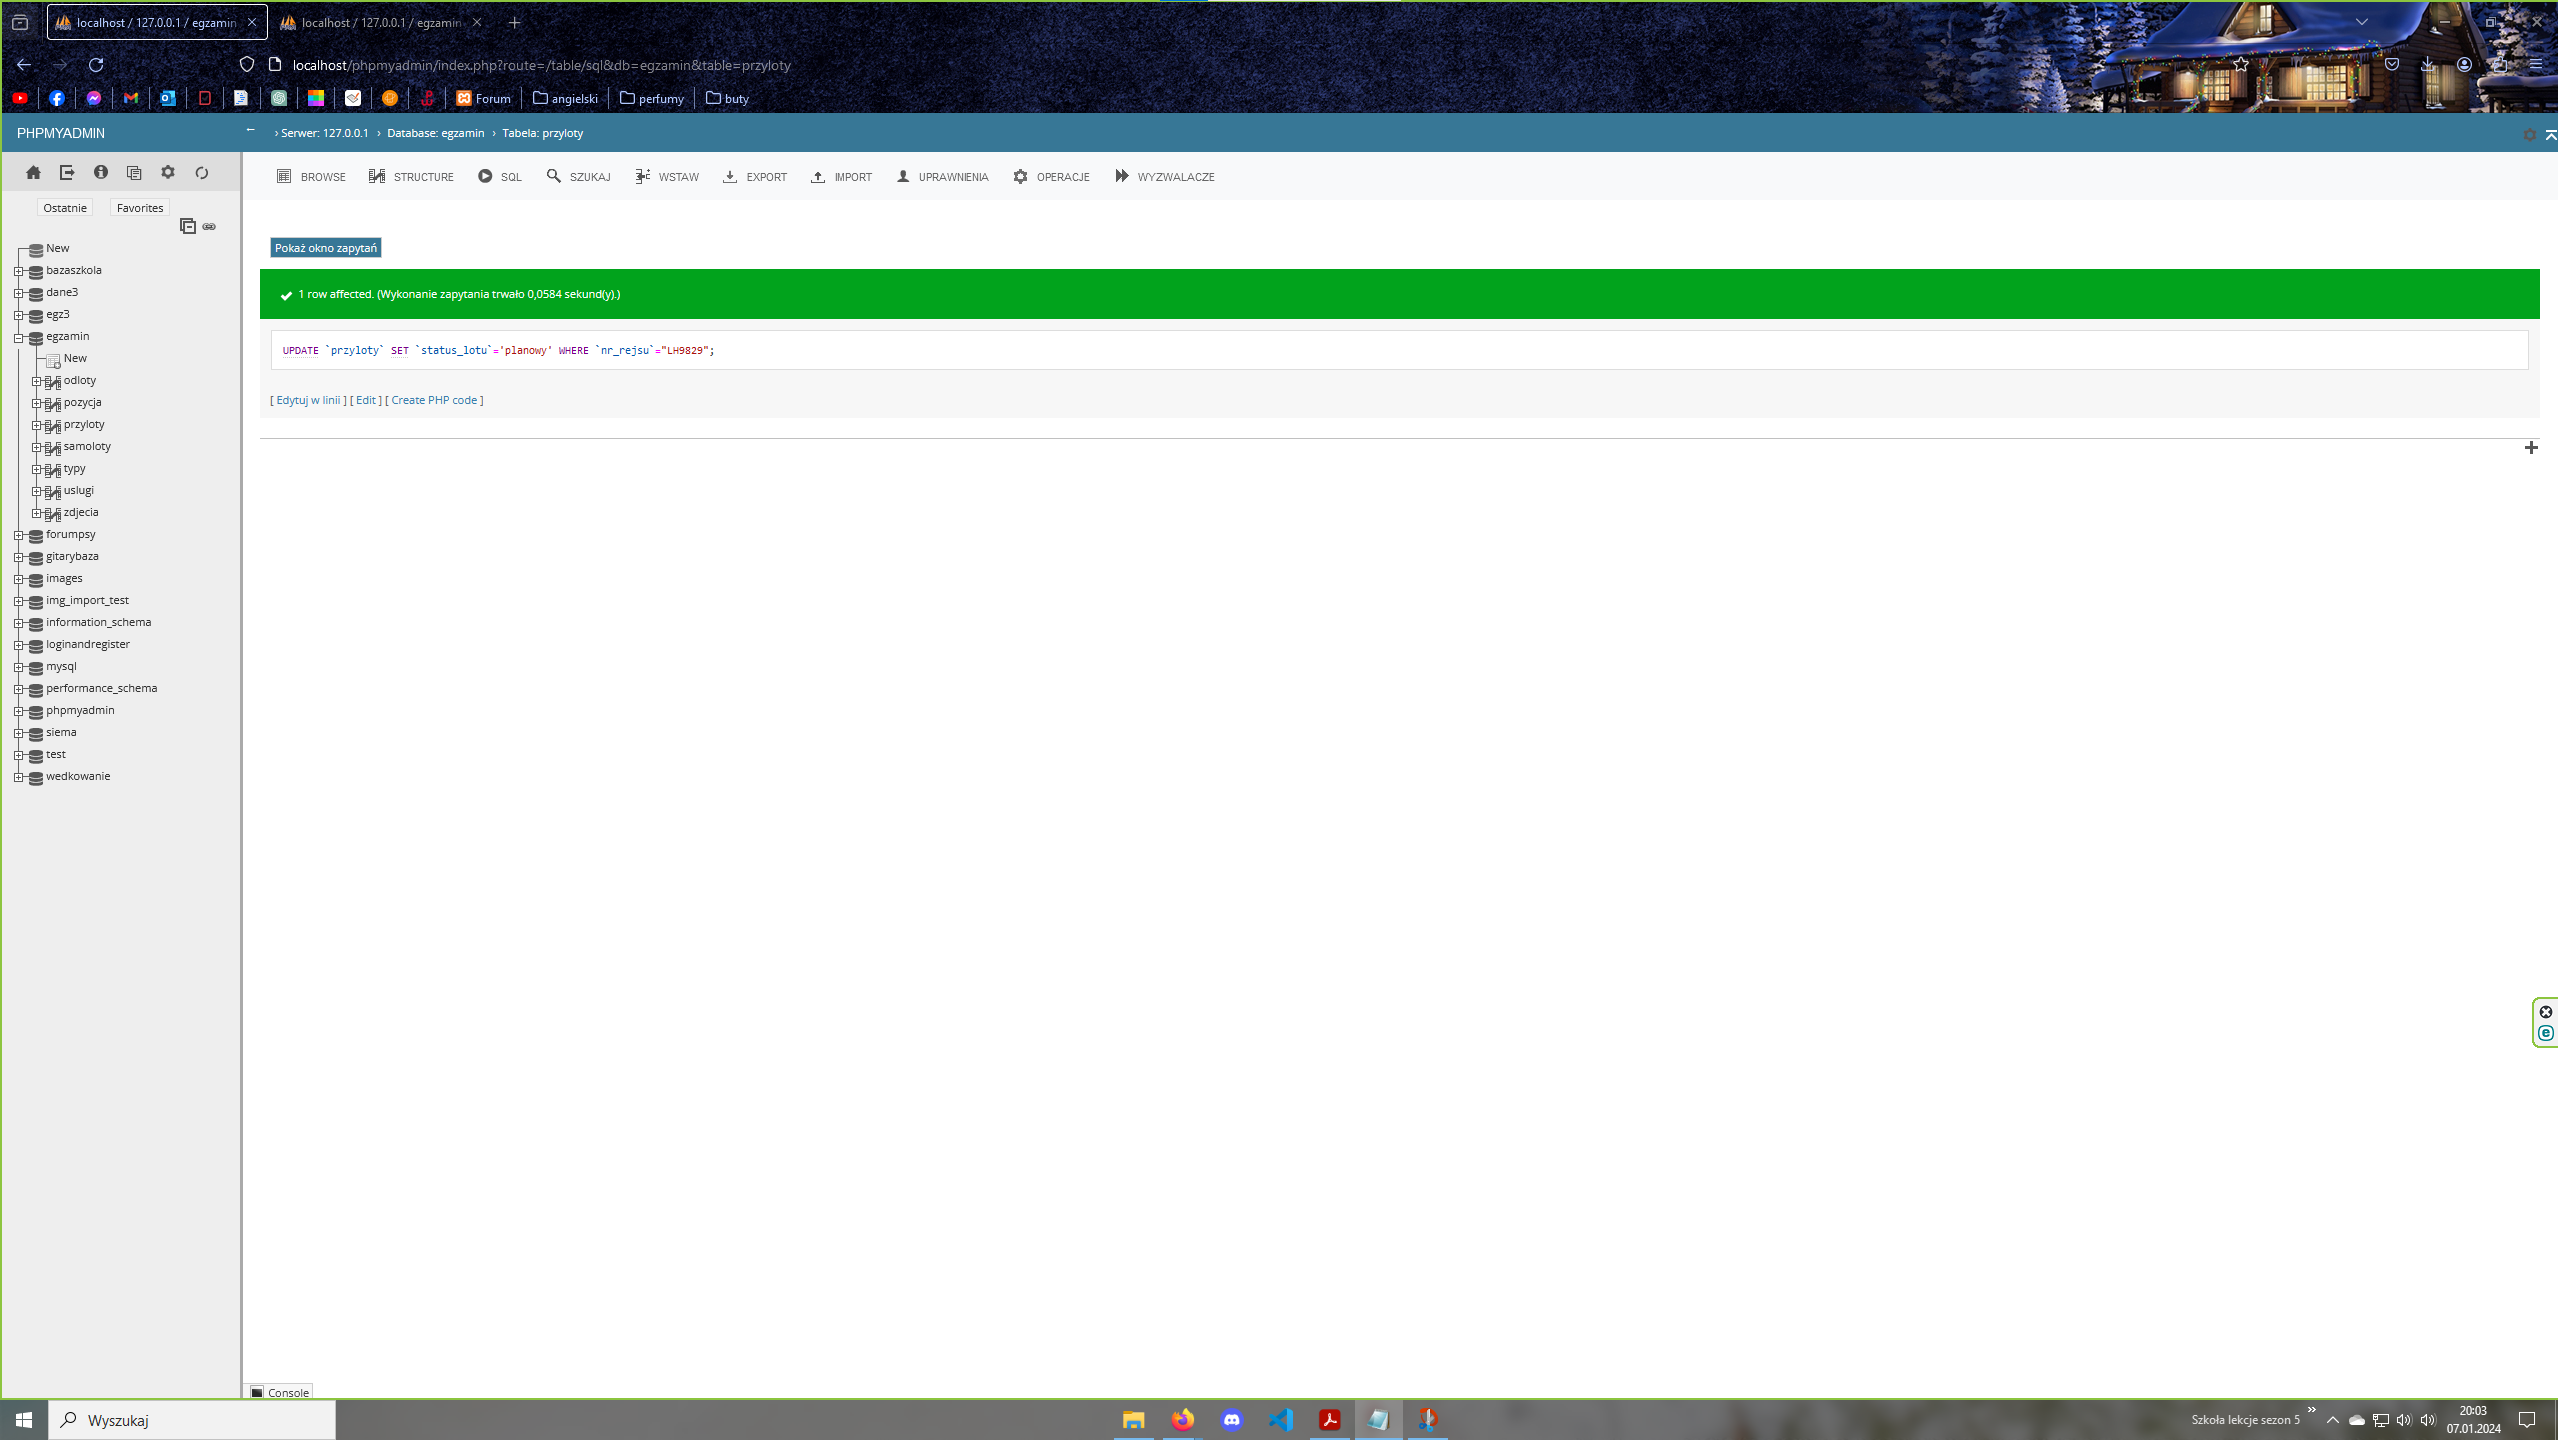 localhost / 127.0.0.1 / egzamin
localhost / 127.0.0.1 / egzamin
localhost/phpmyadmin/index.php?route=/table/sql&db=egzamin&table=przyloty
Forum
angielski
perfumy
buty
PHPMYADMIN
← › Serwer: 127.0.0.1 › Database: egzamin › Tabela: przyloty
BROWSE STRUCTURE SQL SZUKAJ WSTAW EXPORT IMPORT UPRAWNIENIA OPERACJE WYZWALACZE
Ostatnie
Favorites
New
bazaszkola
dane3
egz3
egzamin
New
odloty
pozycja
przyloty
samoloty
typy
uslugi
zdjecia
forumpsy
gitarybaza
images
img_import_test
information_schema
loginandregister
mysql
performance_schema
phpmyadmin
siema
test
wedkowanie
Pokaż okno zapytań
1 row affected. (Wykonanie zapytania trwało 0,0584 sekund(y).)
UPDATE `przyloty` SET `status_lotu`='planowy' WHERE `nr_rejsu`="LH9829";
[ Edytuj w linii ] [ Edit ] [ Create PHP code ]
Console
Wyszukaj
Szkoła lekcje sezon 5
20:03
07.01.2024